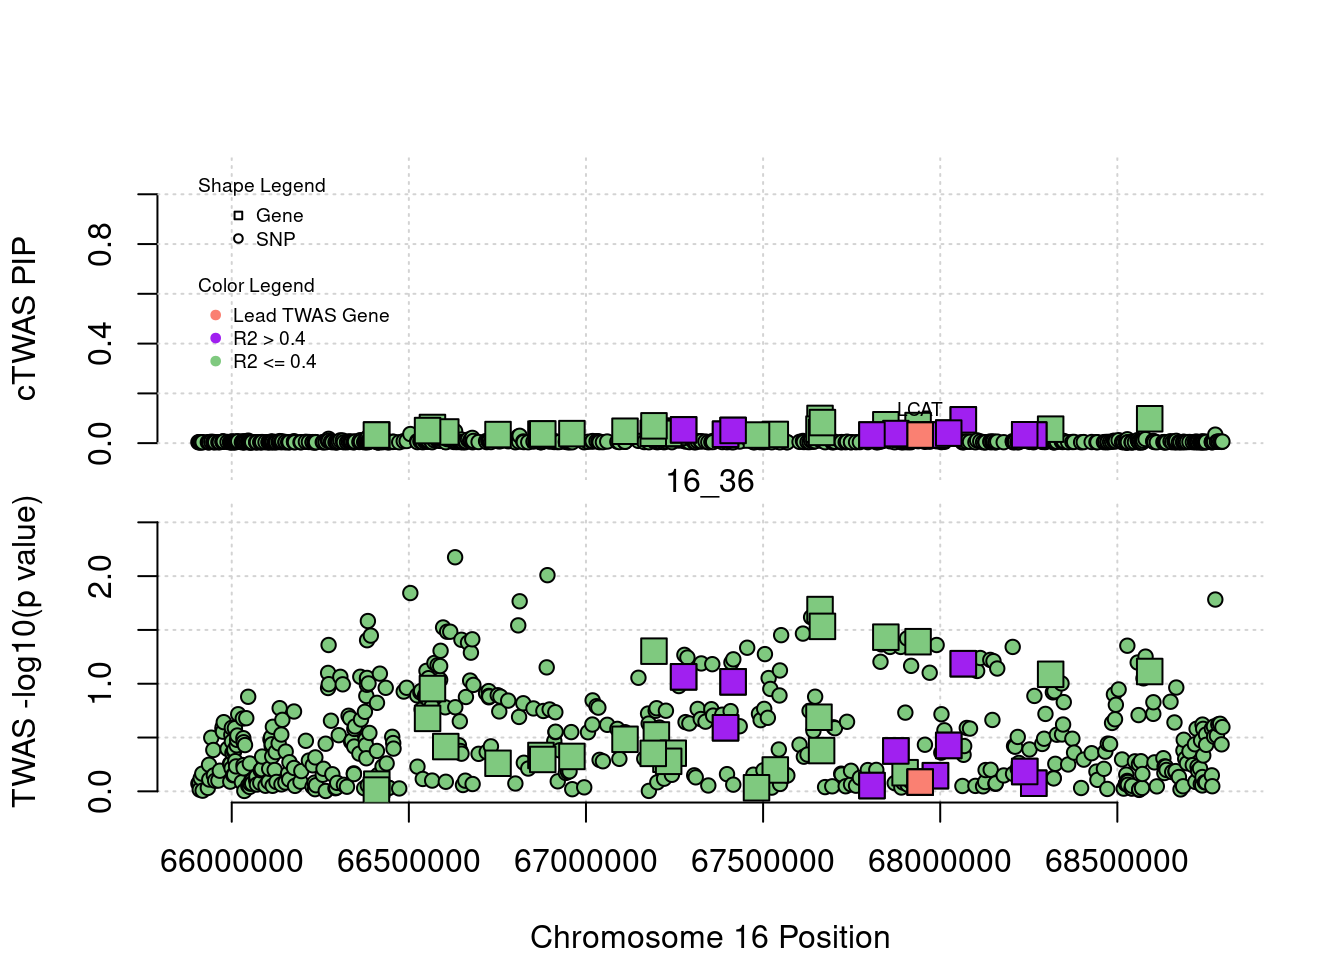 Shape Legend
Gene
SNP
Color Legend
Lead TWAS Gene
R2 > 0.4
R2 <= 0.4
cTWAS PIP
0.8
0.4
0.0
LCAT
16_36
TWAS -log10(p value)
2.0
1.0
0.0
66000000 66500000 67000000 67500000 68000000 68500000
Chromosome 16 Position